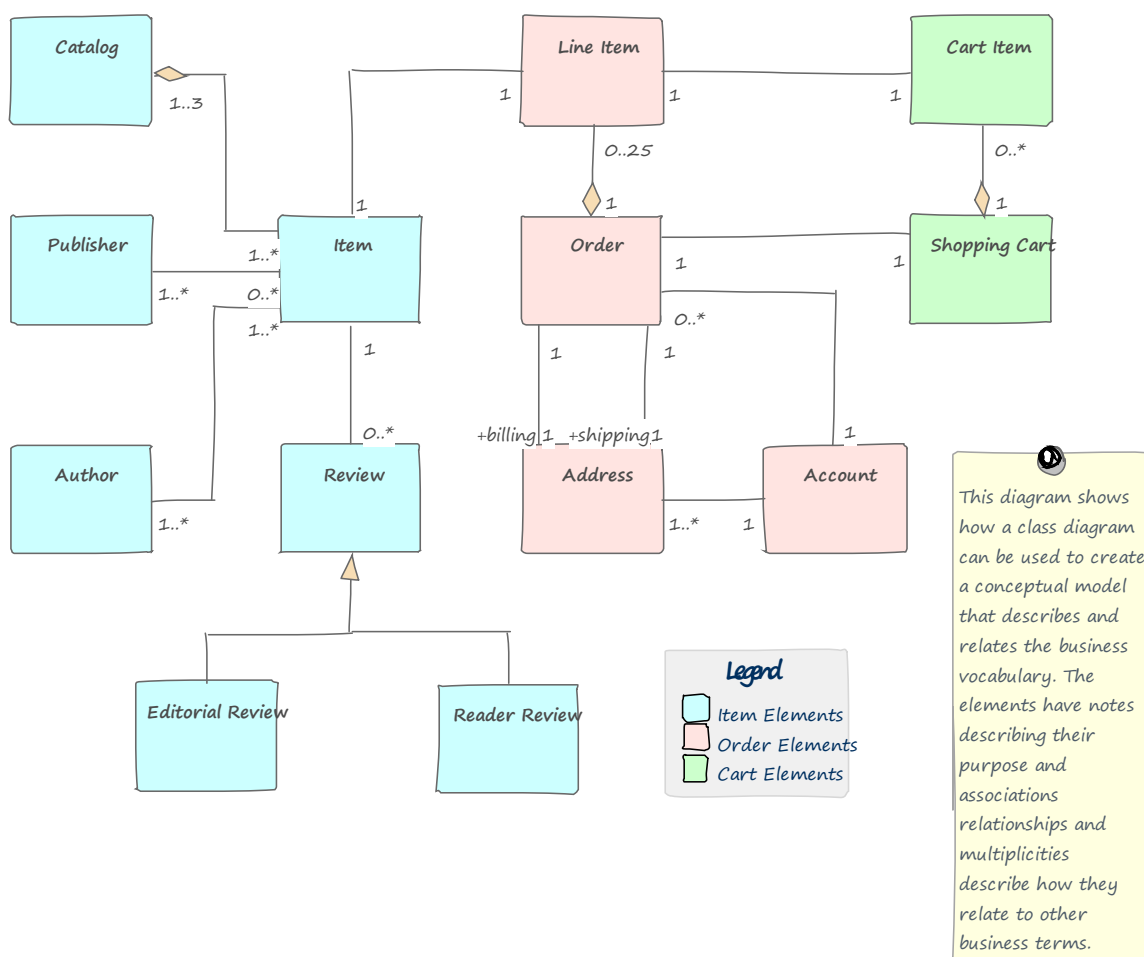 Catalog
Line Item
Cart Item
1..3
1
1
1
0..25
0..*
1
1
1
Publisher
Item
Order
Shopping Cart
1..*
1
1
1..*
0..*
0..*
1..*
1
1
1
0..*
+billing 1
+shipping 1
1
Author
Review
Address
Account
1..*
1..*
1
This diagram shows
how a class diagram
can be used to create
a conceptual model
that describes and
relates the business
vocabulary. The
elements have notes
describing their
purpose and
associations
relationships and
multiplicities
describe how they
relate to other
business terms.
Editorial Review
Reader Review
Legend
Item Elements
Order Elements
Cart Elements